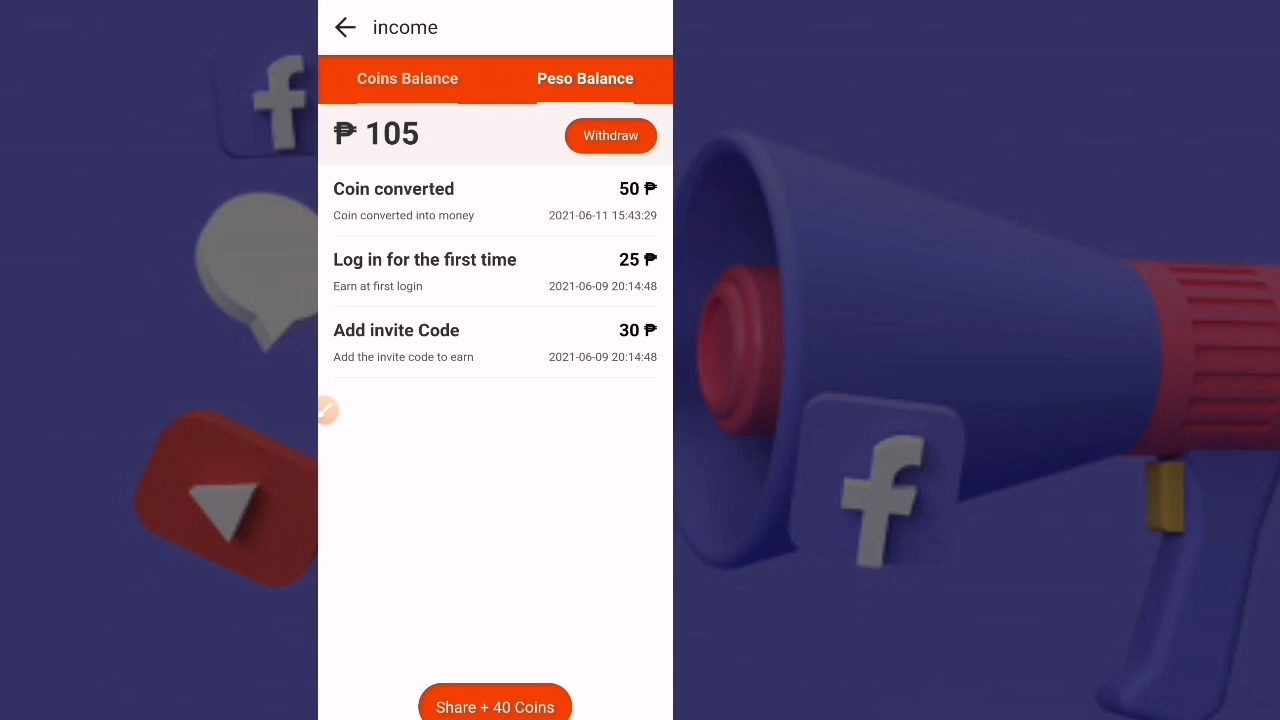 income
Coins Balance Peso Balance
₱ 105 Withdraw
Coin converted 50 ₱
Coin converted into money 2021-06-11 15:43:29
Log in for the first time 25 ₱
Earn at first login 2021-06-09 20:14:48
Add invite Code 30 ₱
Add the invite code to earn 2021-06-09 20:14:48
Share + 40 Coins